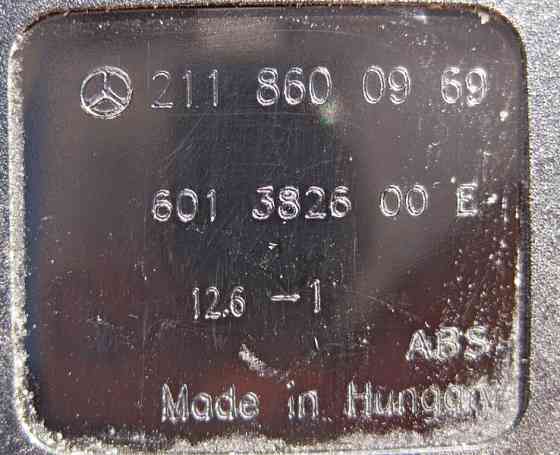 211 860 09 69
601 3826 00 E
12.6 -1
ABS
Made in Hungary